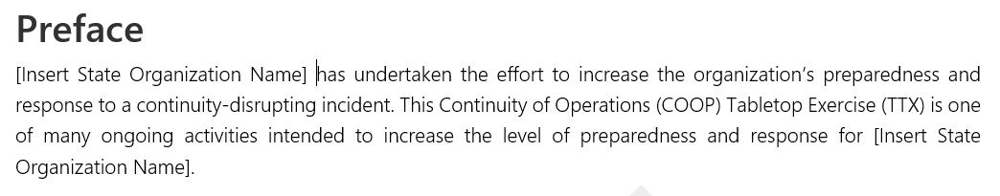 Preface
[Insert State Organization Name] has undertaken the effort to increase the organization's preparedness and
response to a continuity-disrupting incident. This Continuity of Operations (COOP) Tabletop Exercise (TTX) is one
of many ongoing activities intended to increase the level of preparedness and response for [Insert State
Organization Name].